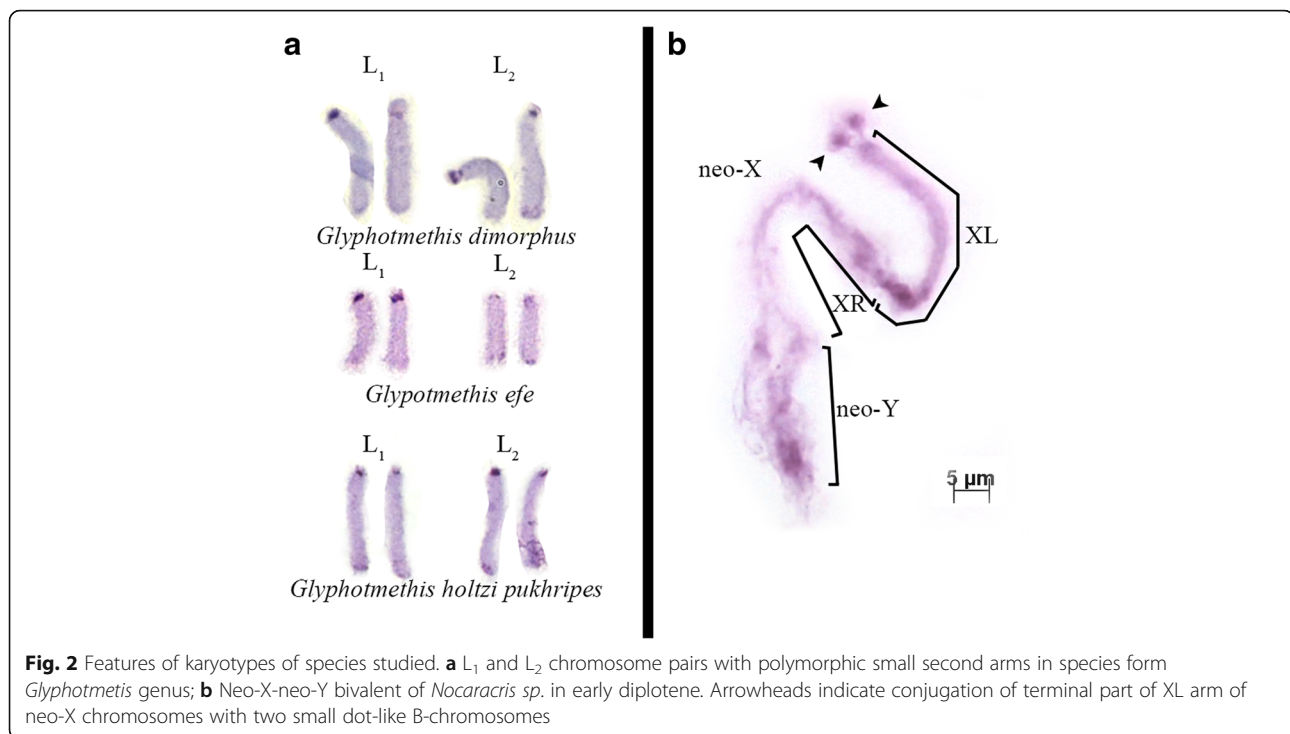 a
L₁ L₂
Glyphotmethis dimorphus
L₁ L₂
Glypotmethis efe
L₁ L₂
Glyphotmethis holtzi pukhripes
b
neo-X
XL
XR
neo-Y
5 µm
Fig. 2 Features of karyotypes of species studied. a L₁ and L₂ chromosome pairs with polymorphic small second arms in species form
Glyphotmetis genus; b Neo-X-neo-Y bivalent of Nocaracris sp. in early diplotene. Arrowheads indicate conjugation of terminal part of XL arm of
neo-X chromosomes with two small dot-like B-chromosomes